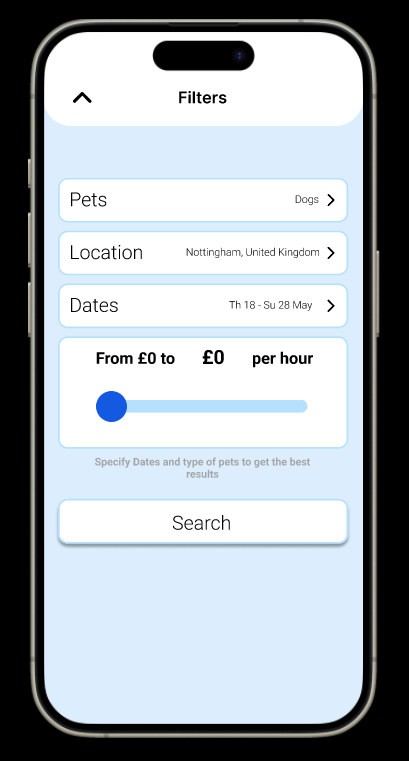 Filters
Pets Dogs
Location Nottingham, United Kingdom
Dates Th 18 - Su 28 May
From £0 to £0 per hour
Specify Dates and type of pets to get the best
results
Search